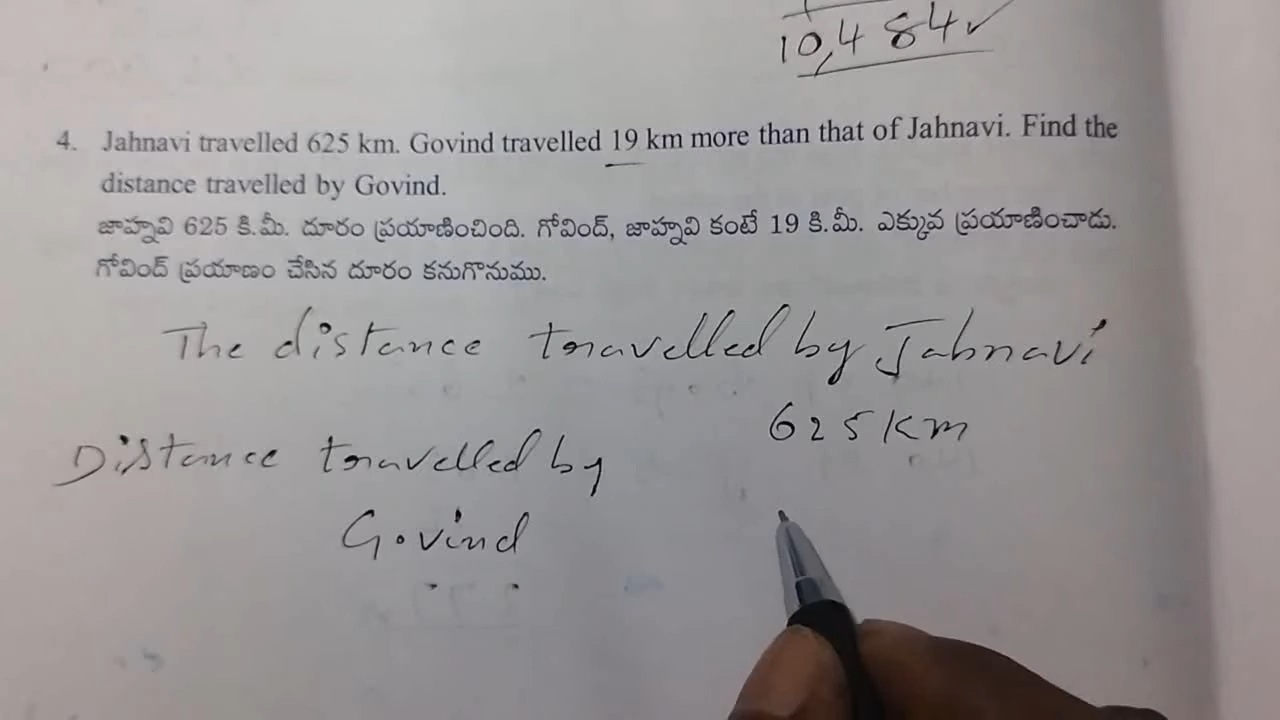 10,484✓
4. Jahnavi travelled 625 km. Govind travelled 19 km more than that of Jahnavi. Find the
distance travelled by Govind.
జాహ్నవి 625 కి.మీ. దూరం ప్రయాణించింది. గోవింద్, జాహ్నవి కంటే 19 కి.మీ. ఎక్కువ ప్రయాణించాడు.
గోవింద్ ప్రయాణం చేసిన దూరం కనుగొనుము.
The distance travelled by Jahnavi
625 Km
Distance travelled by
Govind